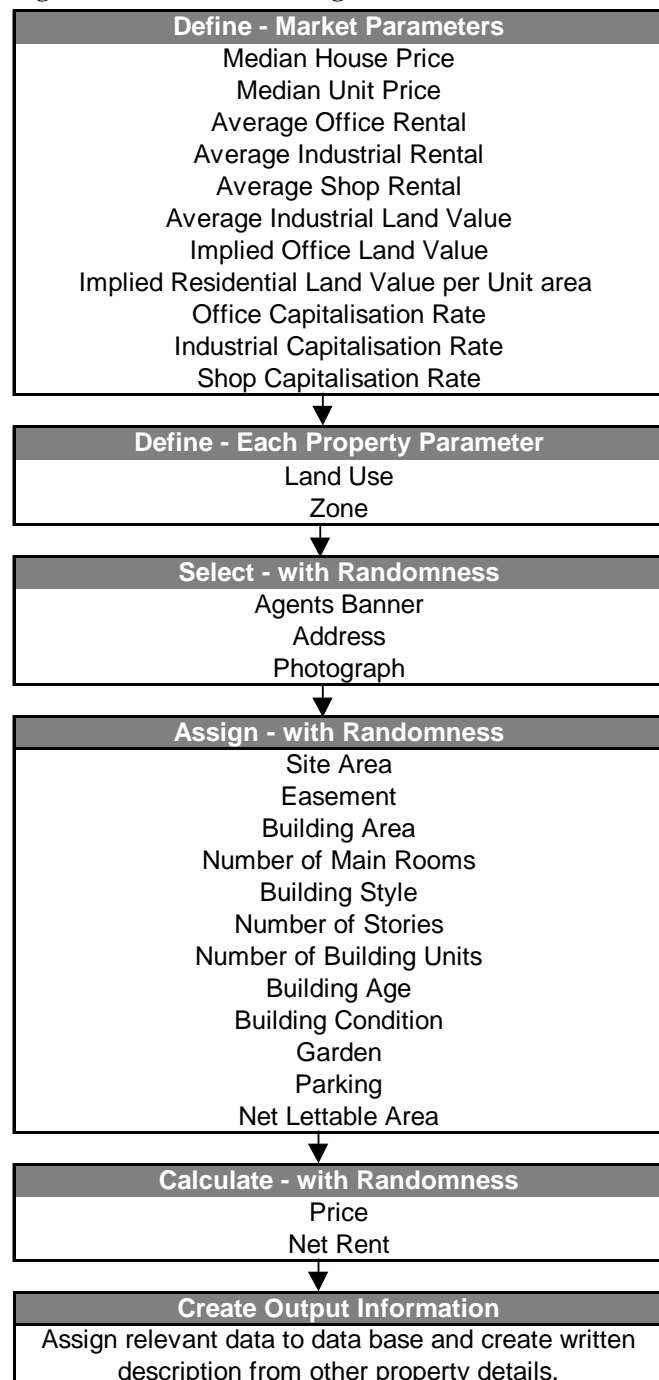 Define - Market Parameters
Median House Price
Median Unit Price
Average Office Rental
Average Industrial Rental
Average Shop Rental
Average Industrial Land Value
Implied Office Land Value
Implied Residential Land Value per Unit area
Office Capitalisation Rate
Industrial Capitalisation Rate
Shop Capitalisation Rate
Define - Each Property Parameter
Land Use
Zone
Select - with Randomness
Agents Banner
Address
Photograph
Assign - with Randomness
Site Area
Easement
Building Area
Number of Main Rooms
Building Style
Number of Stories
Number of Building Units
Building Age
Building Condition
Garden
Parking
Net Lettable Area
Calculate - with Randomness
Price
Net Rent
Create Output Information
Assign relevant data to data base and create written
description from other property details.